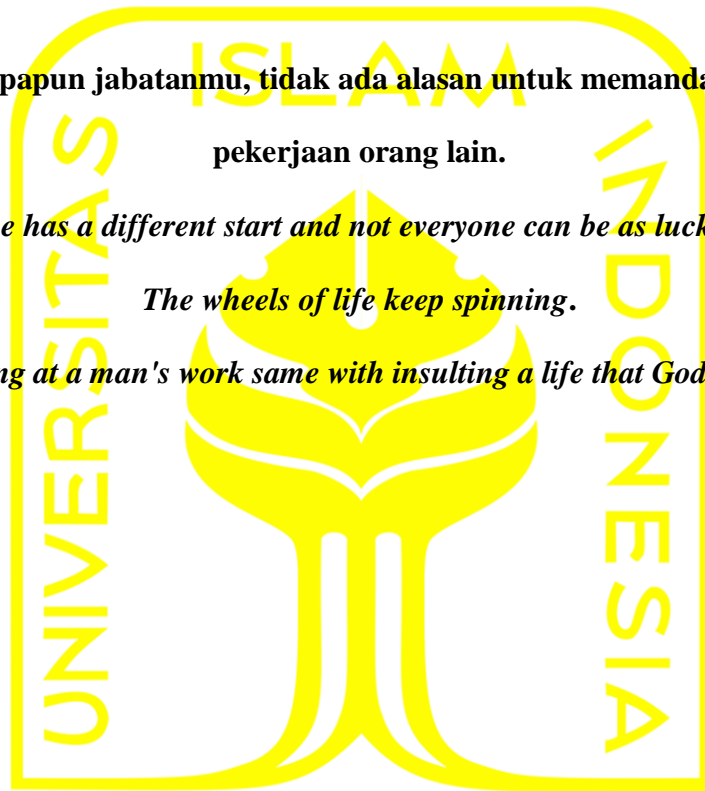 papun jabatanmu, tidak ada alasan untuk memanda
pekerjaan orang lain.
e has a different start and not everyone can be as luck
The wheels of life keep spinning.
ng at a man's work same with insulting a life that God
UNIVERSITAS
ISLAM
INDONESIA